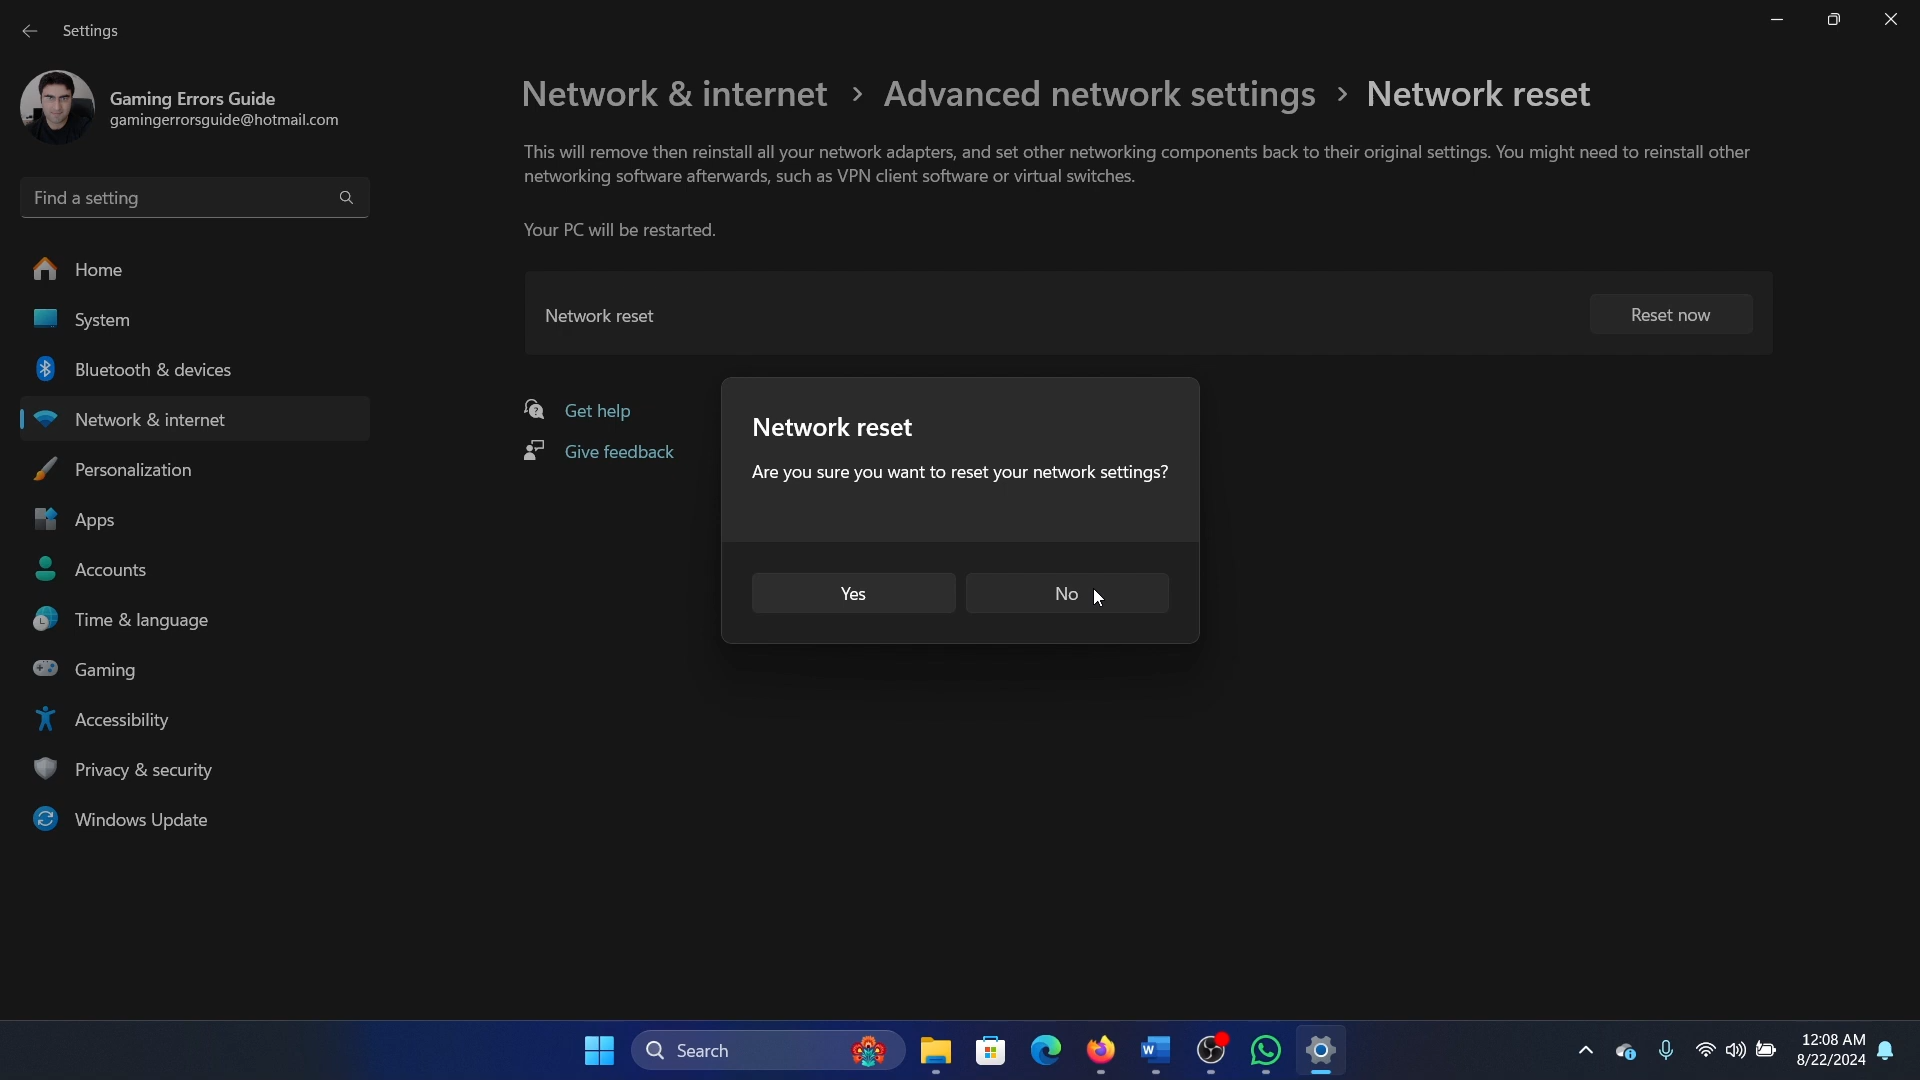 Settings
Gaming Errors Guide
gamingerrorsguide@hotmail.com
Find a setting
Home
System
Bluetooth & devices
Network & internet
Personalization
Apps
Accounts
Time & language
Gaming
Accessibility
Privacy & security
Windows Update
Network & internet > Advanced network settings > Network reset
This will remove then reinstall all your network adapters, and set other networking components back to their original settings. You might need to reinstall other
networking software afterwards, such as VPN client software or virtual switches.
Your PC will be restarted.
Network reset
Reset now
Get help
Give feedback
Network reset
Are you sure you want to reset your network settings?
Yes
No
Search
12:08 AM
8/22/2024